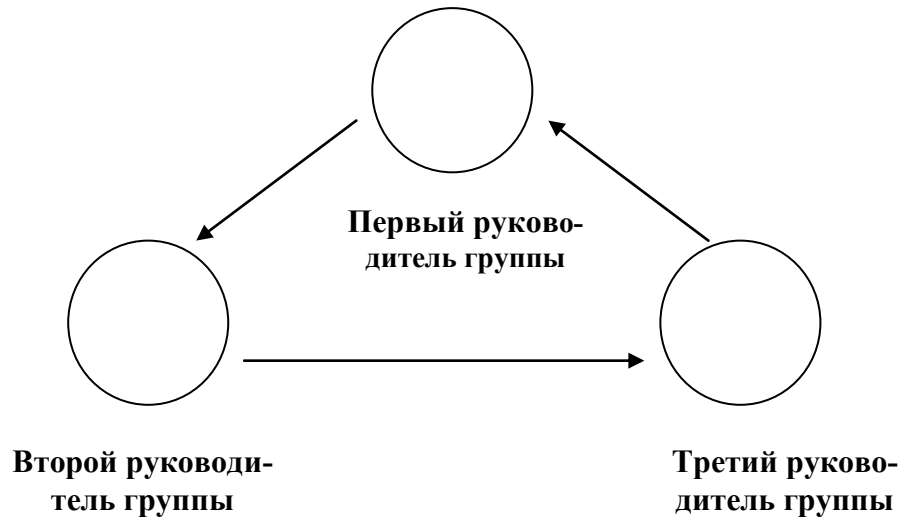 Первый руково-
дитель группы
Второй руководи-
тель группы
Третий руково-
дитель группы